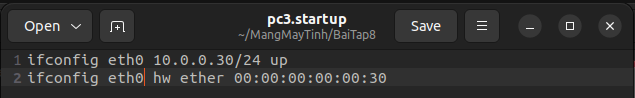 pc3.startup
Open
Save
~/MangMayTinh/BaiTap8
1 ifconfig eth0 10.0.0.30/24 up
2 ifconfig eth0 hw ether 00:00:00:00:00:30